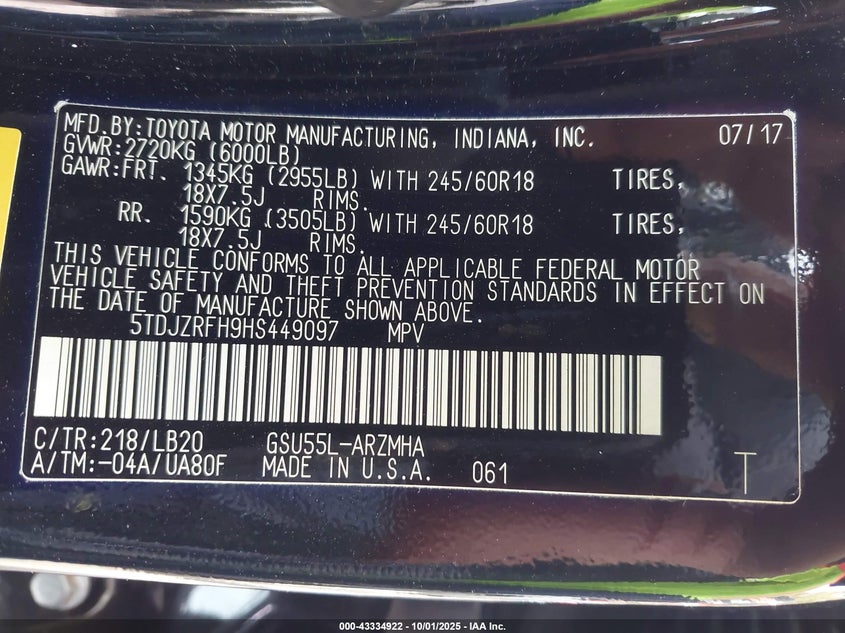 MFD.BY:TOYOTA MOTOR MANUFACTURING, INDIANA, INC. 07/17
GVWR:2720KG (6000LB)
GAWR:FRT. 1345KG (2955LB) WITH 245/60R18 TIRES,
18X7.5J RIMS.
RR. 1590KG (3505LB) WITH 245/60R18 TIRES,
18X7.5J RIMS.
THIS VEHICLE CONFORMS TO ALL APPLICABLE FEDERAL MOTOR
VEHICLE SAFETY AND THEFT PREVENTION STANDARDS IN EFFECT ON
THE DATE OF MANUFACTURE SHOWN ABOVE.
5TDJZRFH9HS449097 MPV
C/TR:218/LB20 GSU55L-ARZMHA
A/TM:-04A/UA80F MADE IN U.S.A. 061 T
000-43334922 - 10/01/2025 - IAA Inc.